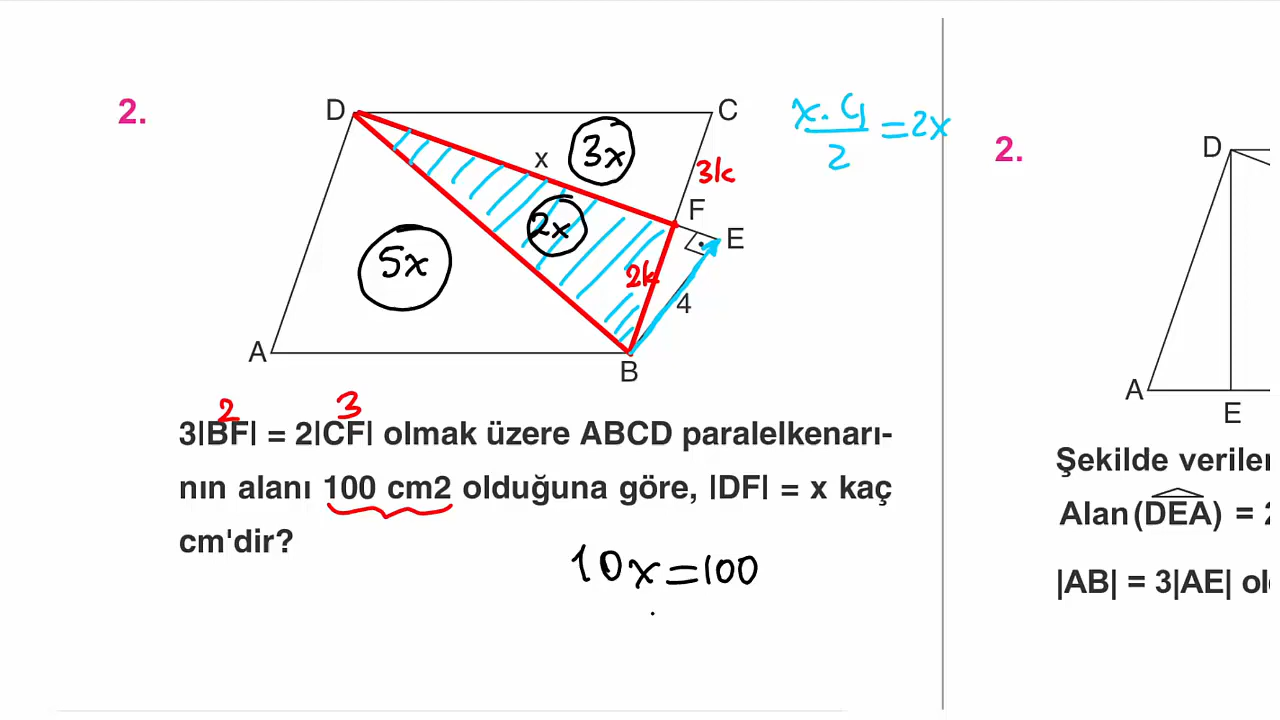 2.
D
C
x
3x
3k
F
E
2x
5x
2k
4
A
B
x.4/2 = 2x
2 3
3|BF| = 2|CF| olmak üzere ABCD paralelkenarı-
nın alanı 100 cm2 olduğuna göre, |DF| = x kaç
cm'dir?
10x=100
2.
D
A
E
Şekilde veriler
Alan(DEA) = 2
|AB| = 3|AE|